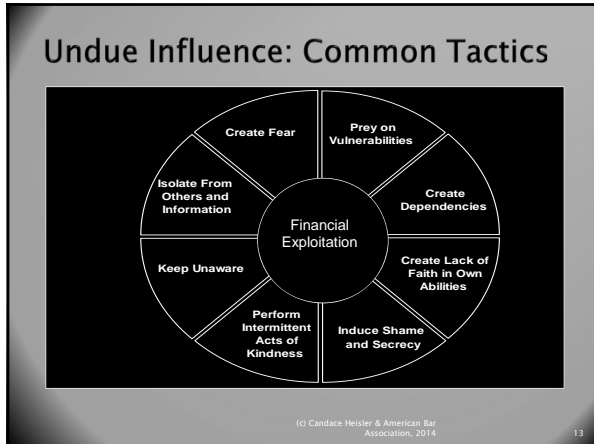 Undue Influence: Common Tactics
Create Fear
Prey on
Vulnerabilities
Isolate From
Others and
Information
Create
Dependencies
Financial
Exploitation
Keep Unaware
Create Lack of
Faith in Own
Abilities
Perform
Intermittent
Acts of
Kindness
Induce Shame
and Secrecy
(c) Candace Heisler & American Bar
Association, 2014
13